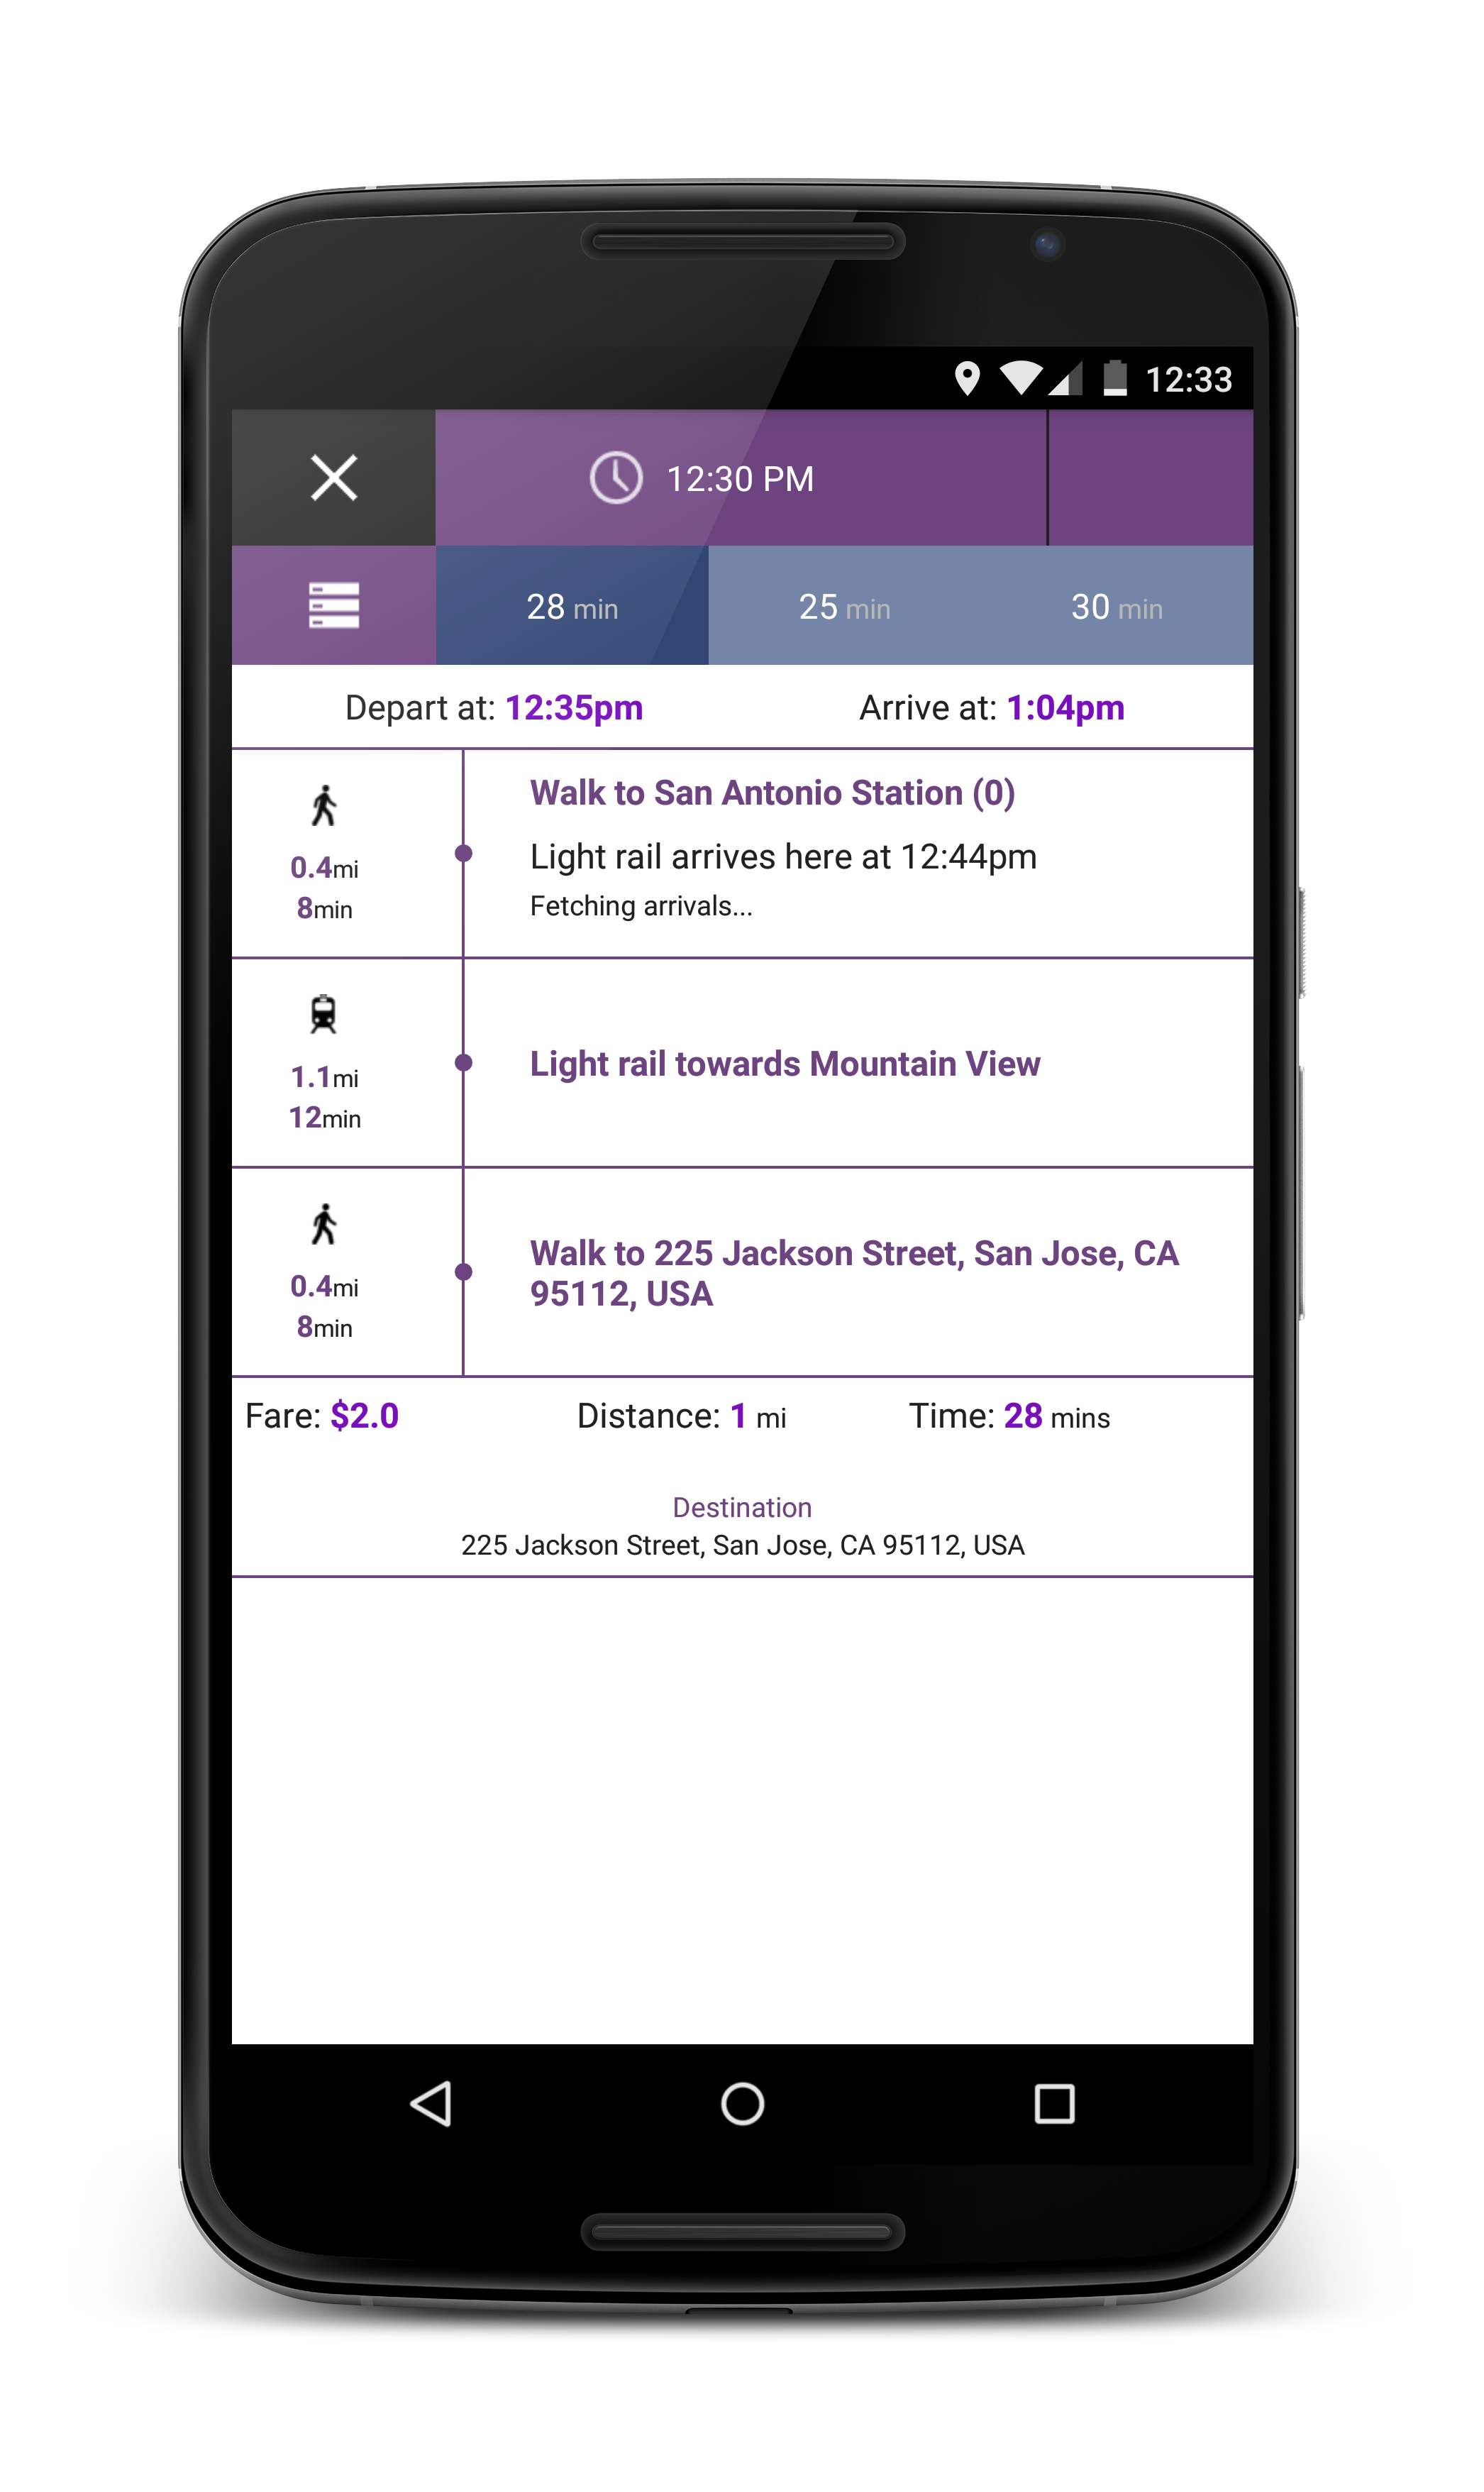 12:33
12:30 PM
28 min 25 min 30 min
Depart at: 12:35pm Arrive at: 1:04pm
Walk to San Antonio Station (0)
Light rail arrives here at 12:44pm
0.4mi
8min
Fetching arrivals...
1.1mi
12min
Light rail towards Mountain View
0.4mi
8min
Walk to 225 Jackson Street, San Jose, CA
95112, USA
Fare: $2.0 Distance: 1 mi Time: 28 mins
Destination
225 Jackson Street, San Jose, CA 95112, USA